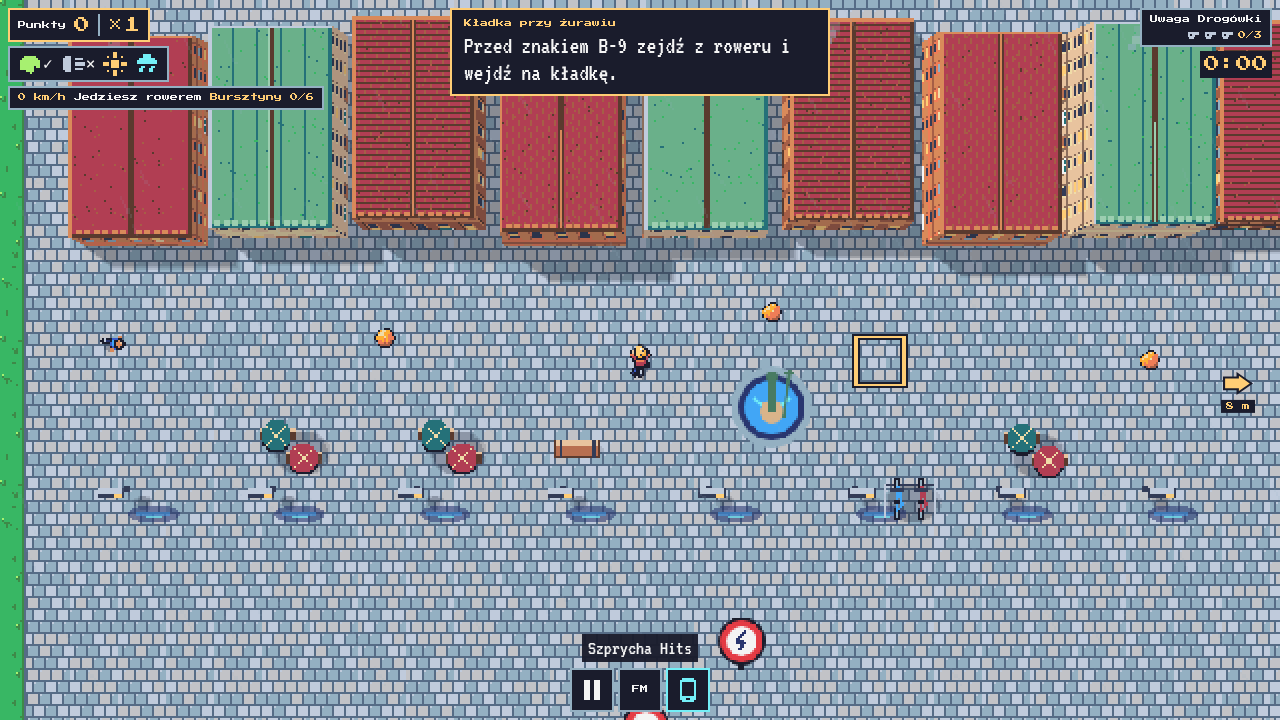 Punkty 0 ×1
0 km/h Jedziesz rowerem Bursztyny 0/6
Kładka przy żurawiu
Przed znakiem B-9 zejdź z roweru i
wejdź na kładkę.
Uwaga Drogówki
0/3
0:00
8 m
Szprycha Hits
FM